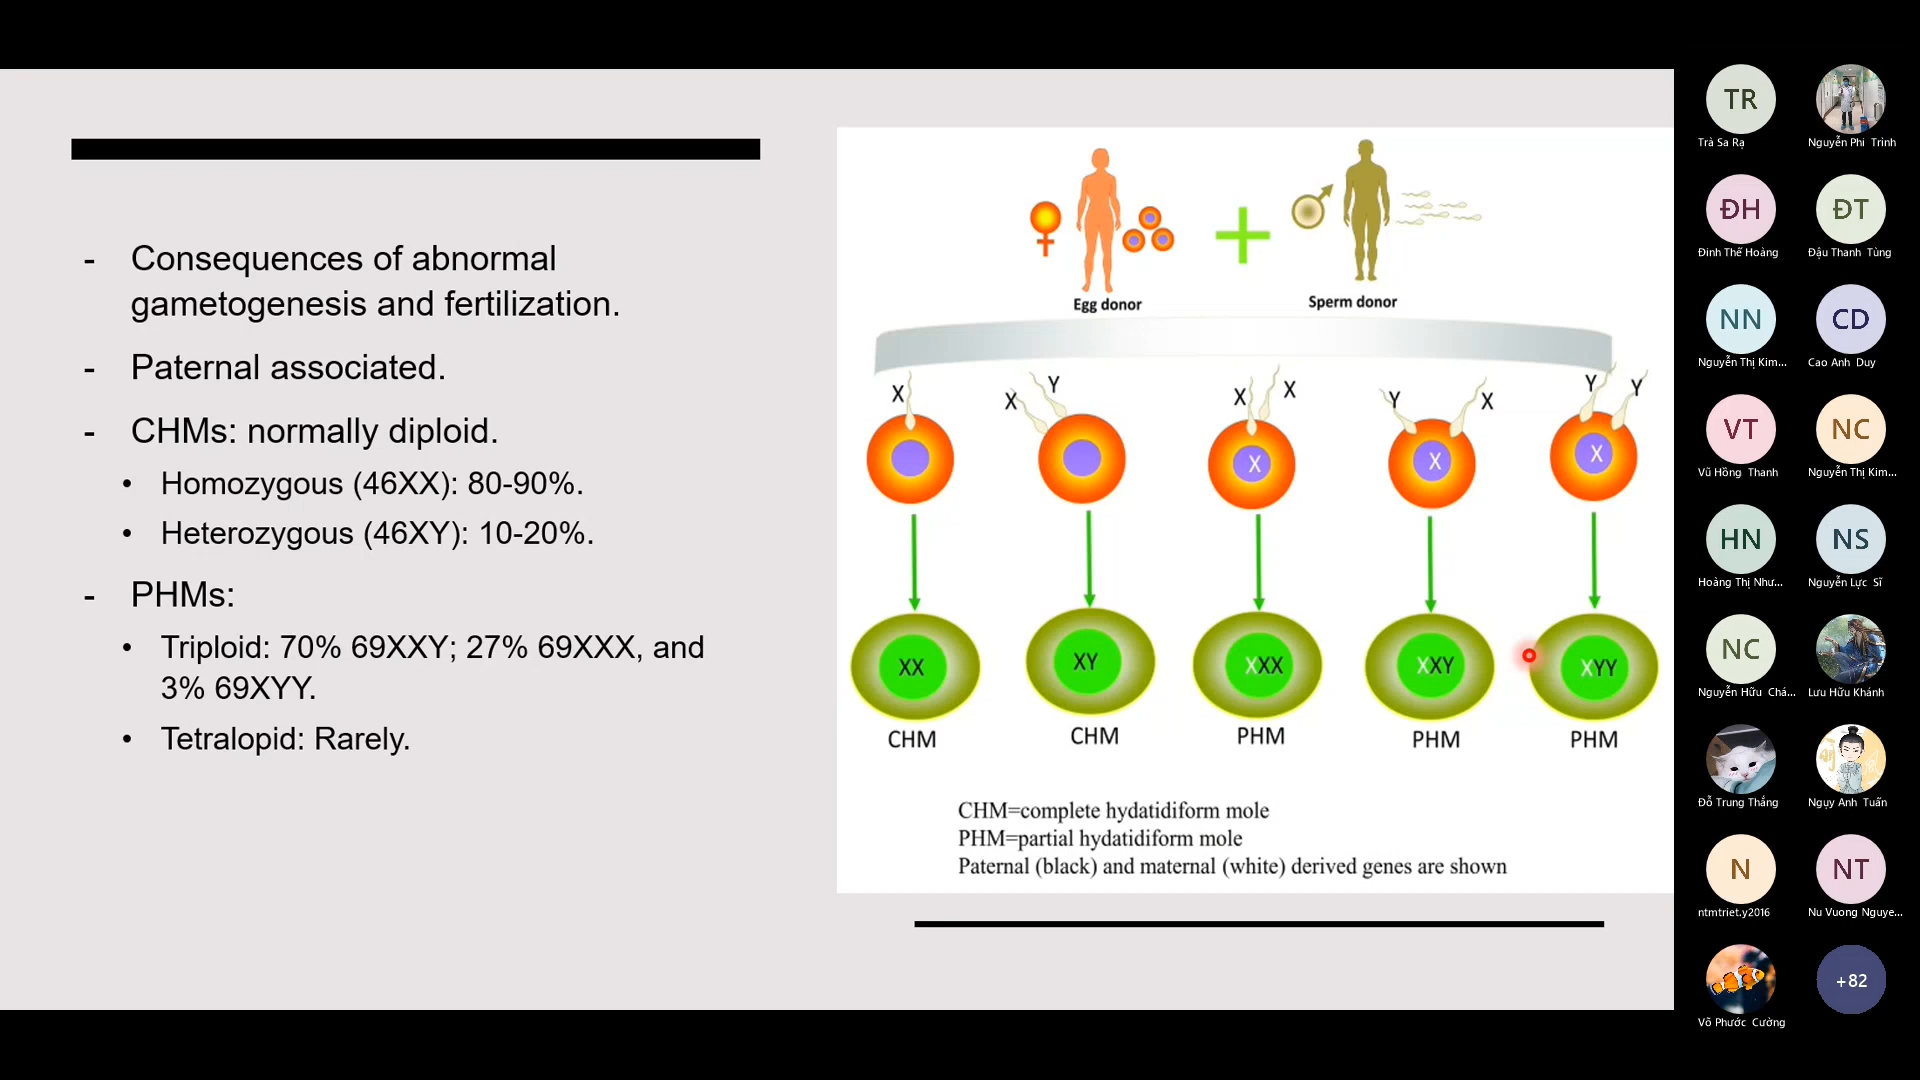 - Consequences of abnormal
gametogenesis and fertilization.
- Paternal associated.
- CHMs: normally diploid.
• Homozygous (46XX): 80-90%.
• Heterozygous (46XY): 10-20%.
- PHMs:
• Triploid: 70% 69XXY; 27% 69XXX, and
3% 69XYY.
• Tetralopid: Rarely.
Egg donor
Sperm donor
X
X Y
X X
Y X
Y Y
X
X
X
XX
XY
XXX
XXY
XYY
CHM
CHM
PHM
PHM
PHM
CHM=complete hydatidiform mole
PHM=partial hydatidiform mole
Paternal (black) and maternal (white) derived genes are shown
TR
Trà Sa Rạ
Nguyễn Phi Trình
ĐH
Đinh Thế Hoàng
ĐT
Đậu Thanh Tùng
NN
Nguyễn Thị Kim...
CD
Cao Anh Duy
VT
Vũ Hồng Thanh
NC
Nguyễn Thị Kim...
HN
Hoàng Thị Như...
NS
Nguyễn Lực Sĩ
NC
Nguyễn Hữu Chá...
Lưu Hữu Khánh
Đỗ Trung Thắng
Ngụy Anh Tuấn
N
ntmtriet.y2016
NT
Nu Vuong Nguye...
Võ Phước Cường
+82